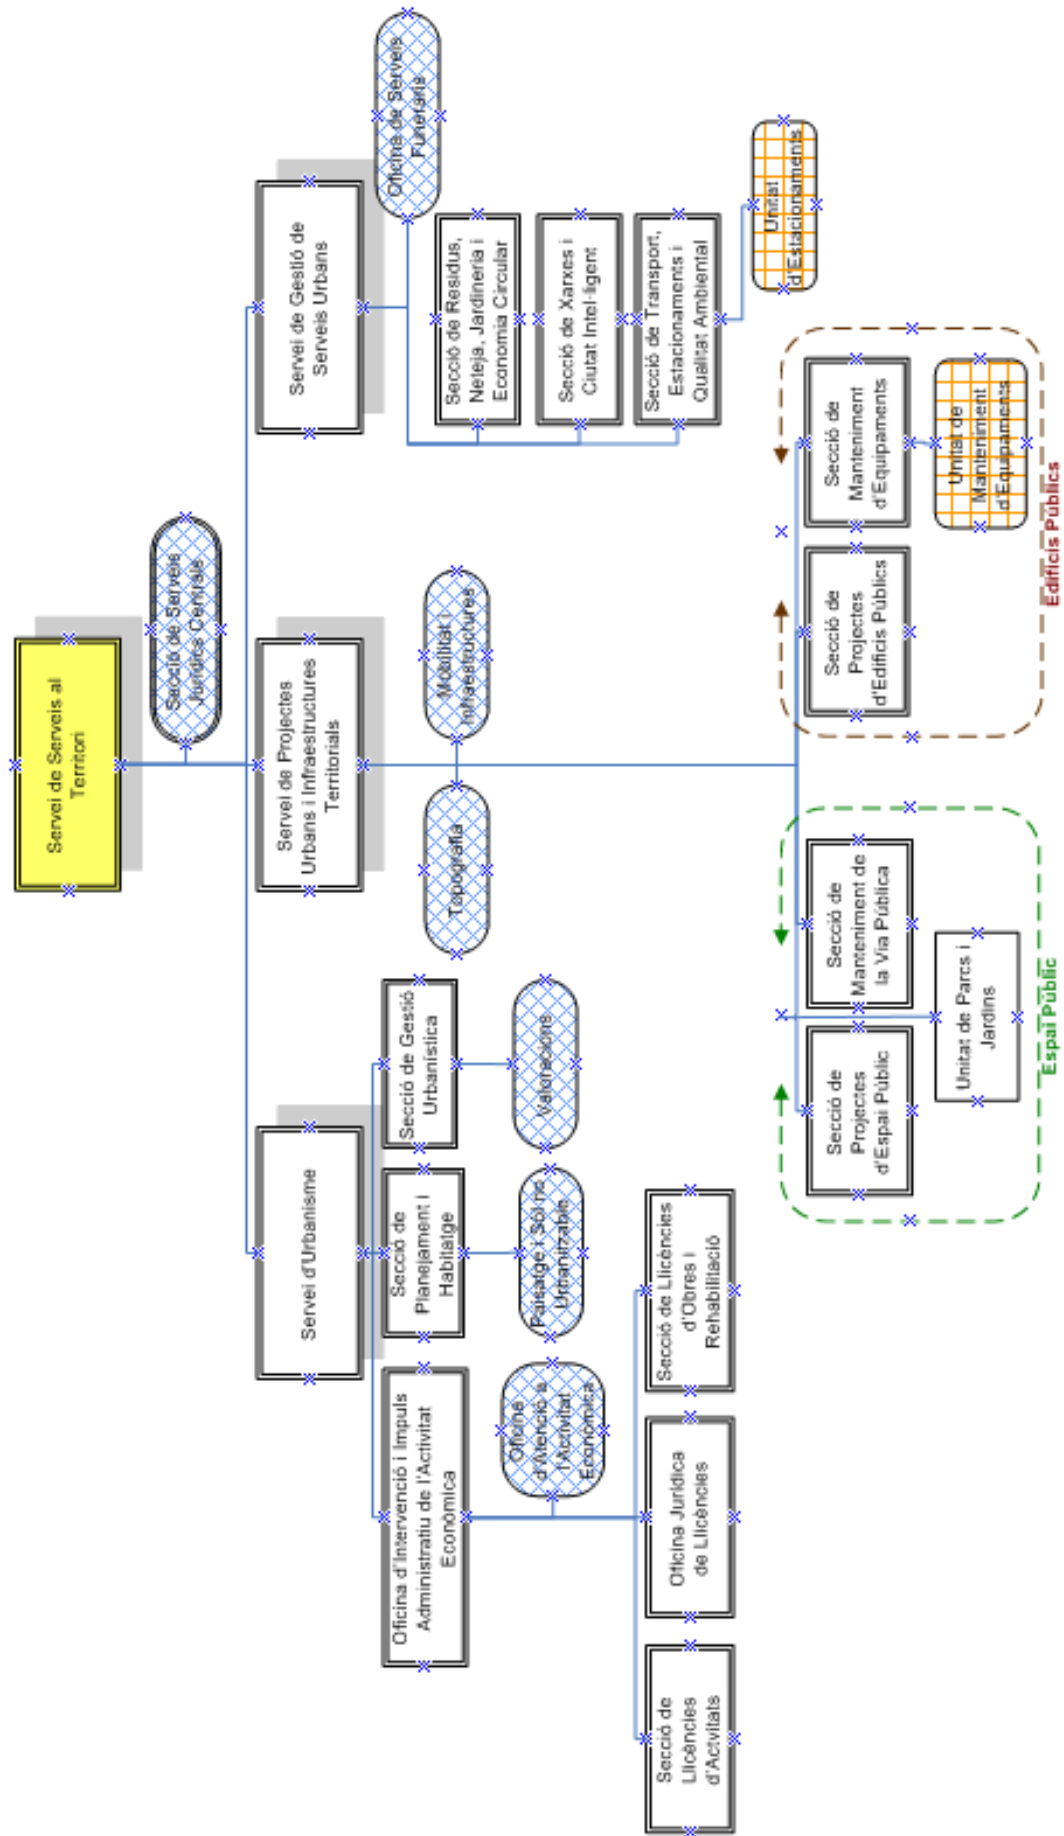 Servei de Serveis al
Territori
Secció de Serveis
Jurídics Centrals
Servei d'Urbanisme
Servei de Projectes
Urbans i Infraestructures
Territorials
Servei de Gestió de
Serveis Urbans
Oficina d'Intervenció i Impuls
Administratiu de l'Activitat
Econòmica
Secció de
Planejament i
Habitatge
Secció de Gestió
Urbanística
Topografia
Mobilitat i
Infraestructures
Oficina de Serveis
Funeraris
Secció de Residus,
Neteja, Jardineria i
Economia Circular
Secció de Xarxes i
Ciutat Intel·ligent
Secció de Transport,
Estacionaments i
Qualitat Ambiental
Unitat
d'Estacionaments
Oficina
d'Atenció a
l'Activitat
Econòmica
Paisatge i Sòl no
Urbanitzable
Valoracions
Secció de
Llicències
d'Actvitats
Oficina Jurídica
de Llicències
Secció de Llicències
d'Obres i
Rehabilitació
Secció de
Projectes
d'Espai Públic
Secció de
Manteniment de
la Via Pública
Unitat de Parcs i
Jardins
Espai Públic
Secció de
Projectes
d'Edificis Públics
Secció de
Manteniment
d'Equipaments
Unitat de
Manteniment
d'Equipaments
Edificis Públics